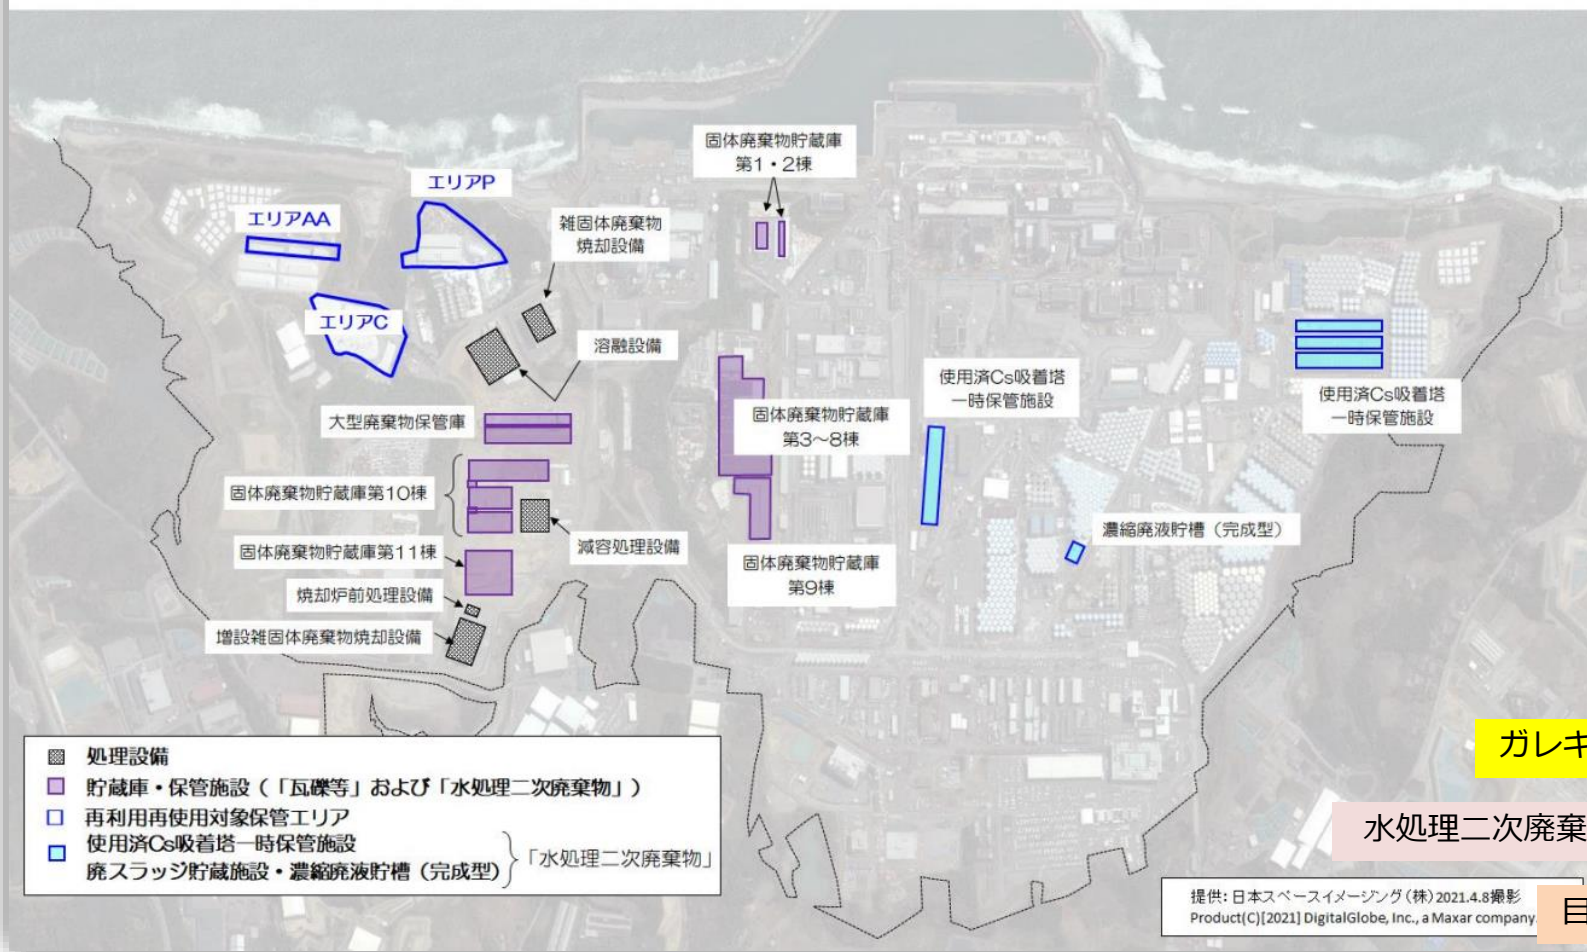 固体廃棄物貯蔵庫
第1・2棟
エリアP
エリアAA
雑固体廃棄物
焼却設備
エリアC
溶融設備
使用済Cs吸着塔
一時保管施設
使用済Cs吸着塔
一時保管施設
大型廃棄物保管庫
固体廃棄物貯蔵庫
第3～8棟
固体廃棄物貯蔵庫第10棟
濃縮廃液貯槽（完成型）
減容処理設備
固体廃棄物貯蔵庫第11棟
固体廃棄物貯蔵庫
第9棟
焼却炉前処理設備
増設雑固体廃棄物焼却設備
処理設備
貯蔵庫・保管施設（「瓦礫等」および「水処理二次廃棄物」）
再利用再使用対象保管エリア
使用済Cs吸着塔一時保管施設
廃スラッジ貯蔵施設・濃縮廃液貯槽（完成型）
「水処理二次廃棄物」
ガレキ
水処理二次廃棄
提供：日本スペースイメージング（株）2021.4.8撮影
Product(C)[2021] DigitalGlobe, Inc., a Maxar company.